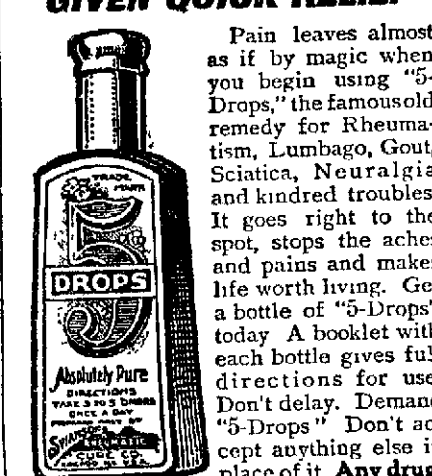 GIVEN QUICK RELIEF
TRADE
MARK
5
DROPS
Absolutely Pure
DIRECTIONS
TAKE 3 TO 5 DROPS
ONCE A DAY
SWANSON
CURE CO.
Pain leaves almost
as if by magic when
you begin using "5-
Drops," the famous old
remedy for Rheuma-
tism, Lumbago, Gout,
Sciatica, Neuralgia
and kindred troubles.
It goes right to the
spot, stops the aches
and pains and makes
life worth living. Get
a bottle of "5-Drops"
today A booklet with
each bottle gives full
directions for use
Don't delay. Demand
"5-Drops" Don't ac
cept anything else in
place of it. Any drug